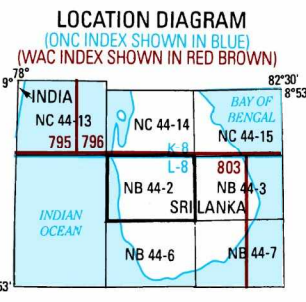 LOCATION DIAGRAM
(ONC INDEX SHOWN IN BLUE)
(WAC INDEX SHOWN IN RED BROWN)
78°
82°30'
9°
8°53'
INDIA
BAY OF
BENGAL
NC 44-13
NC 44-14
NC 44-15
795 796
K-8
L-8
803
NB 44-2
NB 44-3
SRI LANKA
INDIAN
OCEAN
NB 44-6
NB 44-7
53'